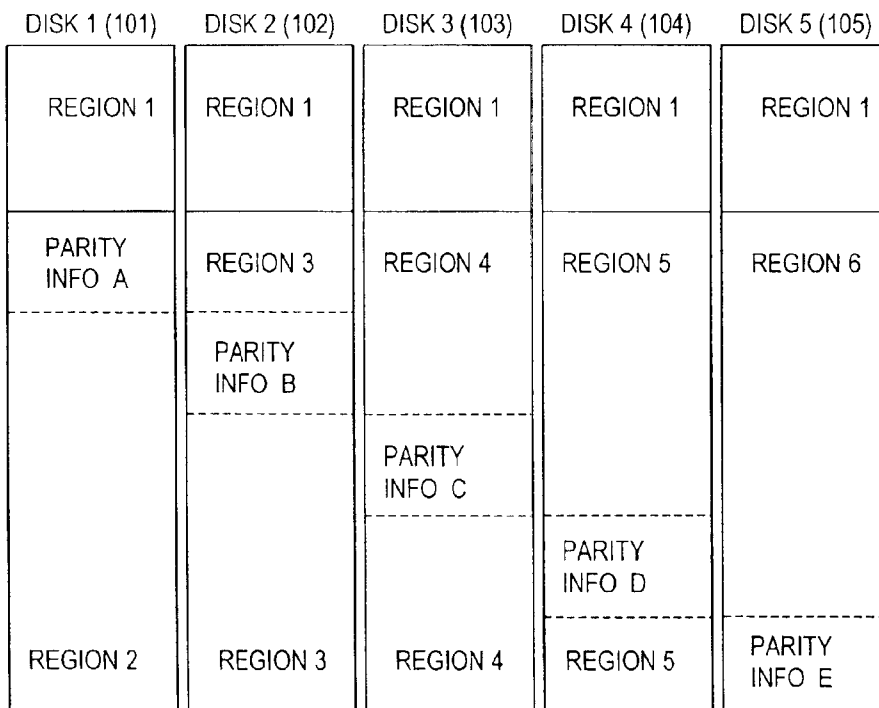 DISK 1 (101) DISK 2 (102) DISK 3 (103) DISK 4 (104) DISK 5 (105)
REGION 1 REGION 1 REGION 1 REGION 1 REGION 1
PARITY
INFO A
REGION 3 REGION 4 REGION 5 REGION 6
PARITY
INFO B
PARITY
INFO C
PARITY
INFO D
REGION 2 REGION 3 REGION 4 REGION 5
PARITY
INFO E